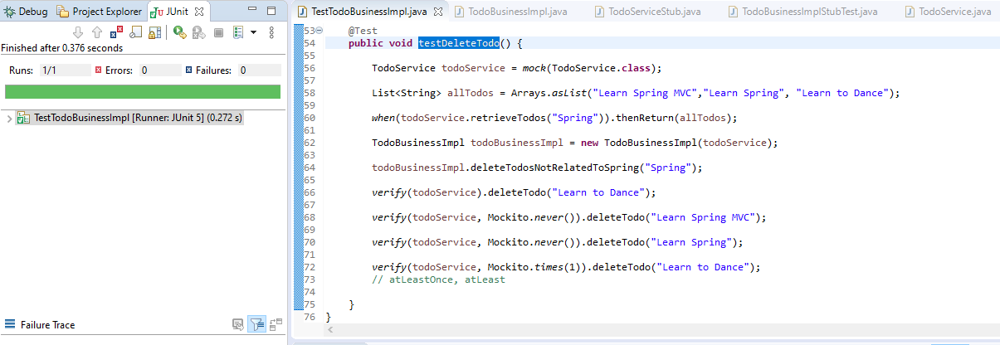 Debug Project Explorer JUnit
Finished after 0.376 seconds
Runs: 1/1 Errors: 0 Failures: 0
TestTodoBusinessImpl [Runner: JUnit 5] (0.272 s)
Failure Trace
TestTodoBusinessImpl.java TodoBusinessImpl.java TodoServiceStub.java TodoBusinessImplStubTest.java TodoService.java
53 @Test
54 public void testDeleteTodo() {
55
56 TodoService todoService = mock(TodoService.class);
57
58 List<String> allTodos = Arrays.asList("Learn Spring MVC","Learn Spring", "Learn to Dance");
59
60 when(todoService.retrieveTodos("Spring")).thenReturn(allTodos);
61
62 TodoBusinessImpl todoBusinessImpl = new TodoBusinessImpl(todoService);
63
64 todoBusinessImpl.deleteTodosNotRelatedToSpring("Spring");
65
66 verify(todoService).deleteTodo("Learn to Dance");
67
68 verify(todoService, Mockito.never()).deleteTodo("Learn Spring MVC");
69
70 verify(todoService, Mockito.never()).deleteTodo("Learn Spring");
71
72 verify(todoService, Mockito.times(1)).deleteTodo("Learn to Dance");
73 // atLeastOnce, atLeast
74
75 }
76 }